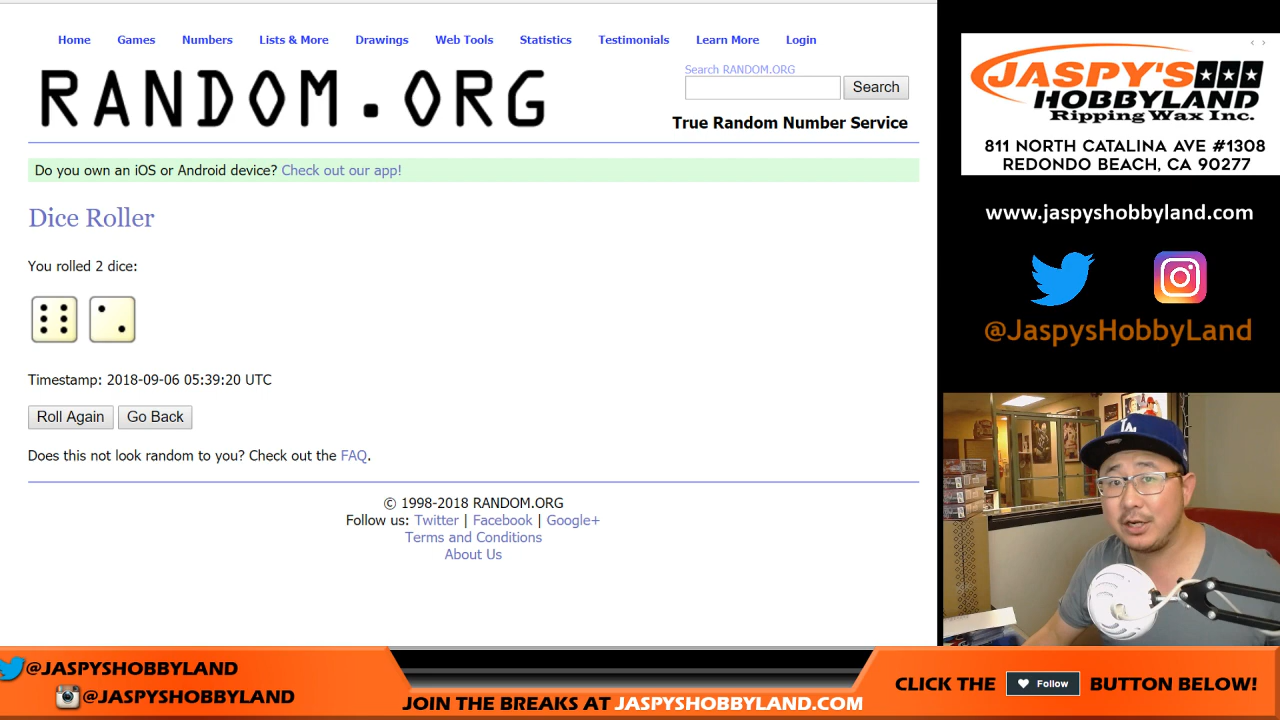 Home Games Numbers Lists & More Drawings Web Tools Statistics Testimonials Learn More Login
RANDOM.ORG
Search RANDOM.ORG
Search
True Random Number Service
Do you own an iOS or Android device? Check out our app!
Dice Roller
You rolled 2 dice:
Timestamp: 2018-09-06 05:39:20 UTC
Roll Again Go Back
Does this not look random to you? Check out the FAQ.
© 1998-2018 RANDOM.ORG
Follow us: Twitter | Facebook | Google+
Terms and Conditions
About Us
JASPY'S
HOBBYLAND
Ripping Wax Inc.
811 NORTH CATALINA AVE #1308
REDONDO BEACH, CA 90277
www.jaspyshobbyland.com
@JaspysHobbyLand
LA
@JASPYSHOBBYLAND
@JASPYSHOBBYLAND
JOIN THE BREAKS AT JASPYSHOBBYLAND.COM
CLICK THE Follow BUTTON BELOW!